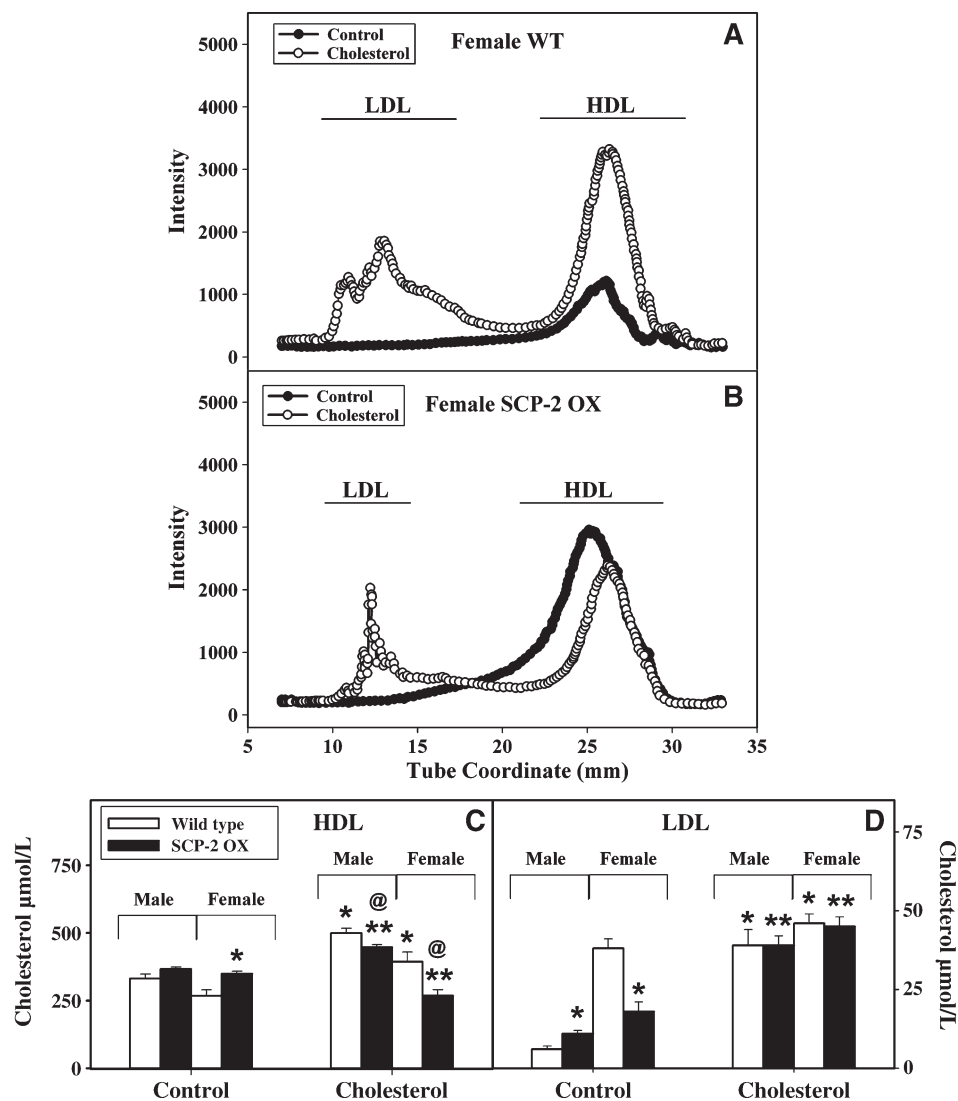 5000
4000
3000
2000
1000
0
Intensity
Control
Cholesterol
Female WT
A
LDL
HDL
5000
4000
3000
2000
1000
0
Intensity
Control
Cholesterol
Female SCP-2 OX
B
LDL
HDL
5 10 15 20 25 30 35
Tube Coordinate (mm)
Cholesterol µmol/L
750
500
250
0
Wild type
SCP-2 OX
HDL
C
Male Female
*
Male Female
* @ ** * @ **
Control Cholesterol
LDL
D
Male Female
* *
Male Female
* ** * **
Control Cholesterol
75
50
25
0
Cholesterol µmol/L